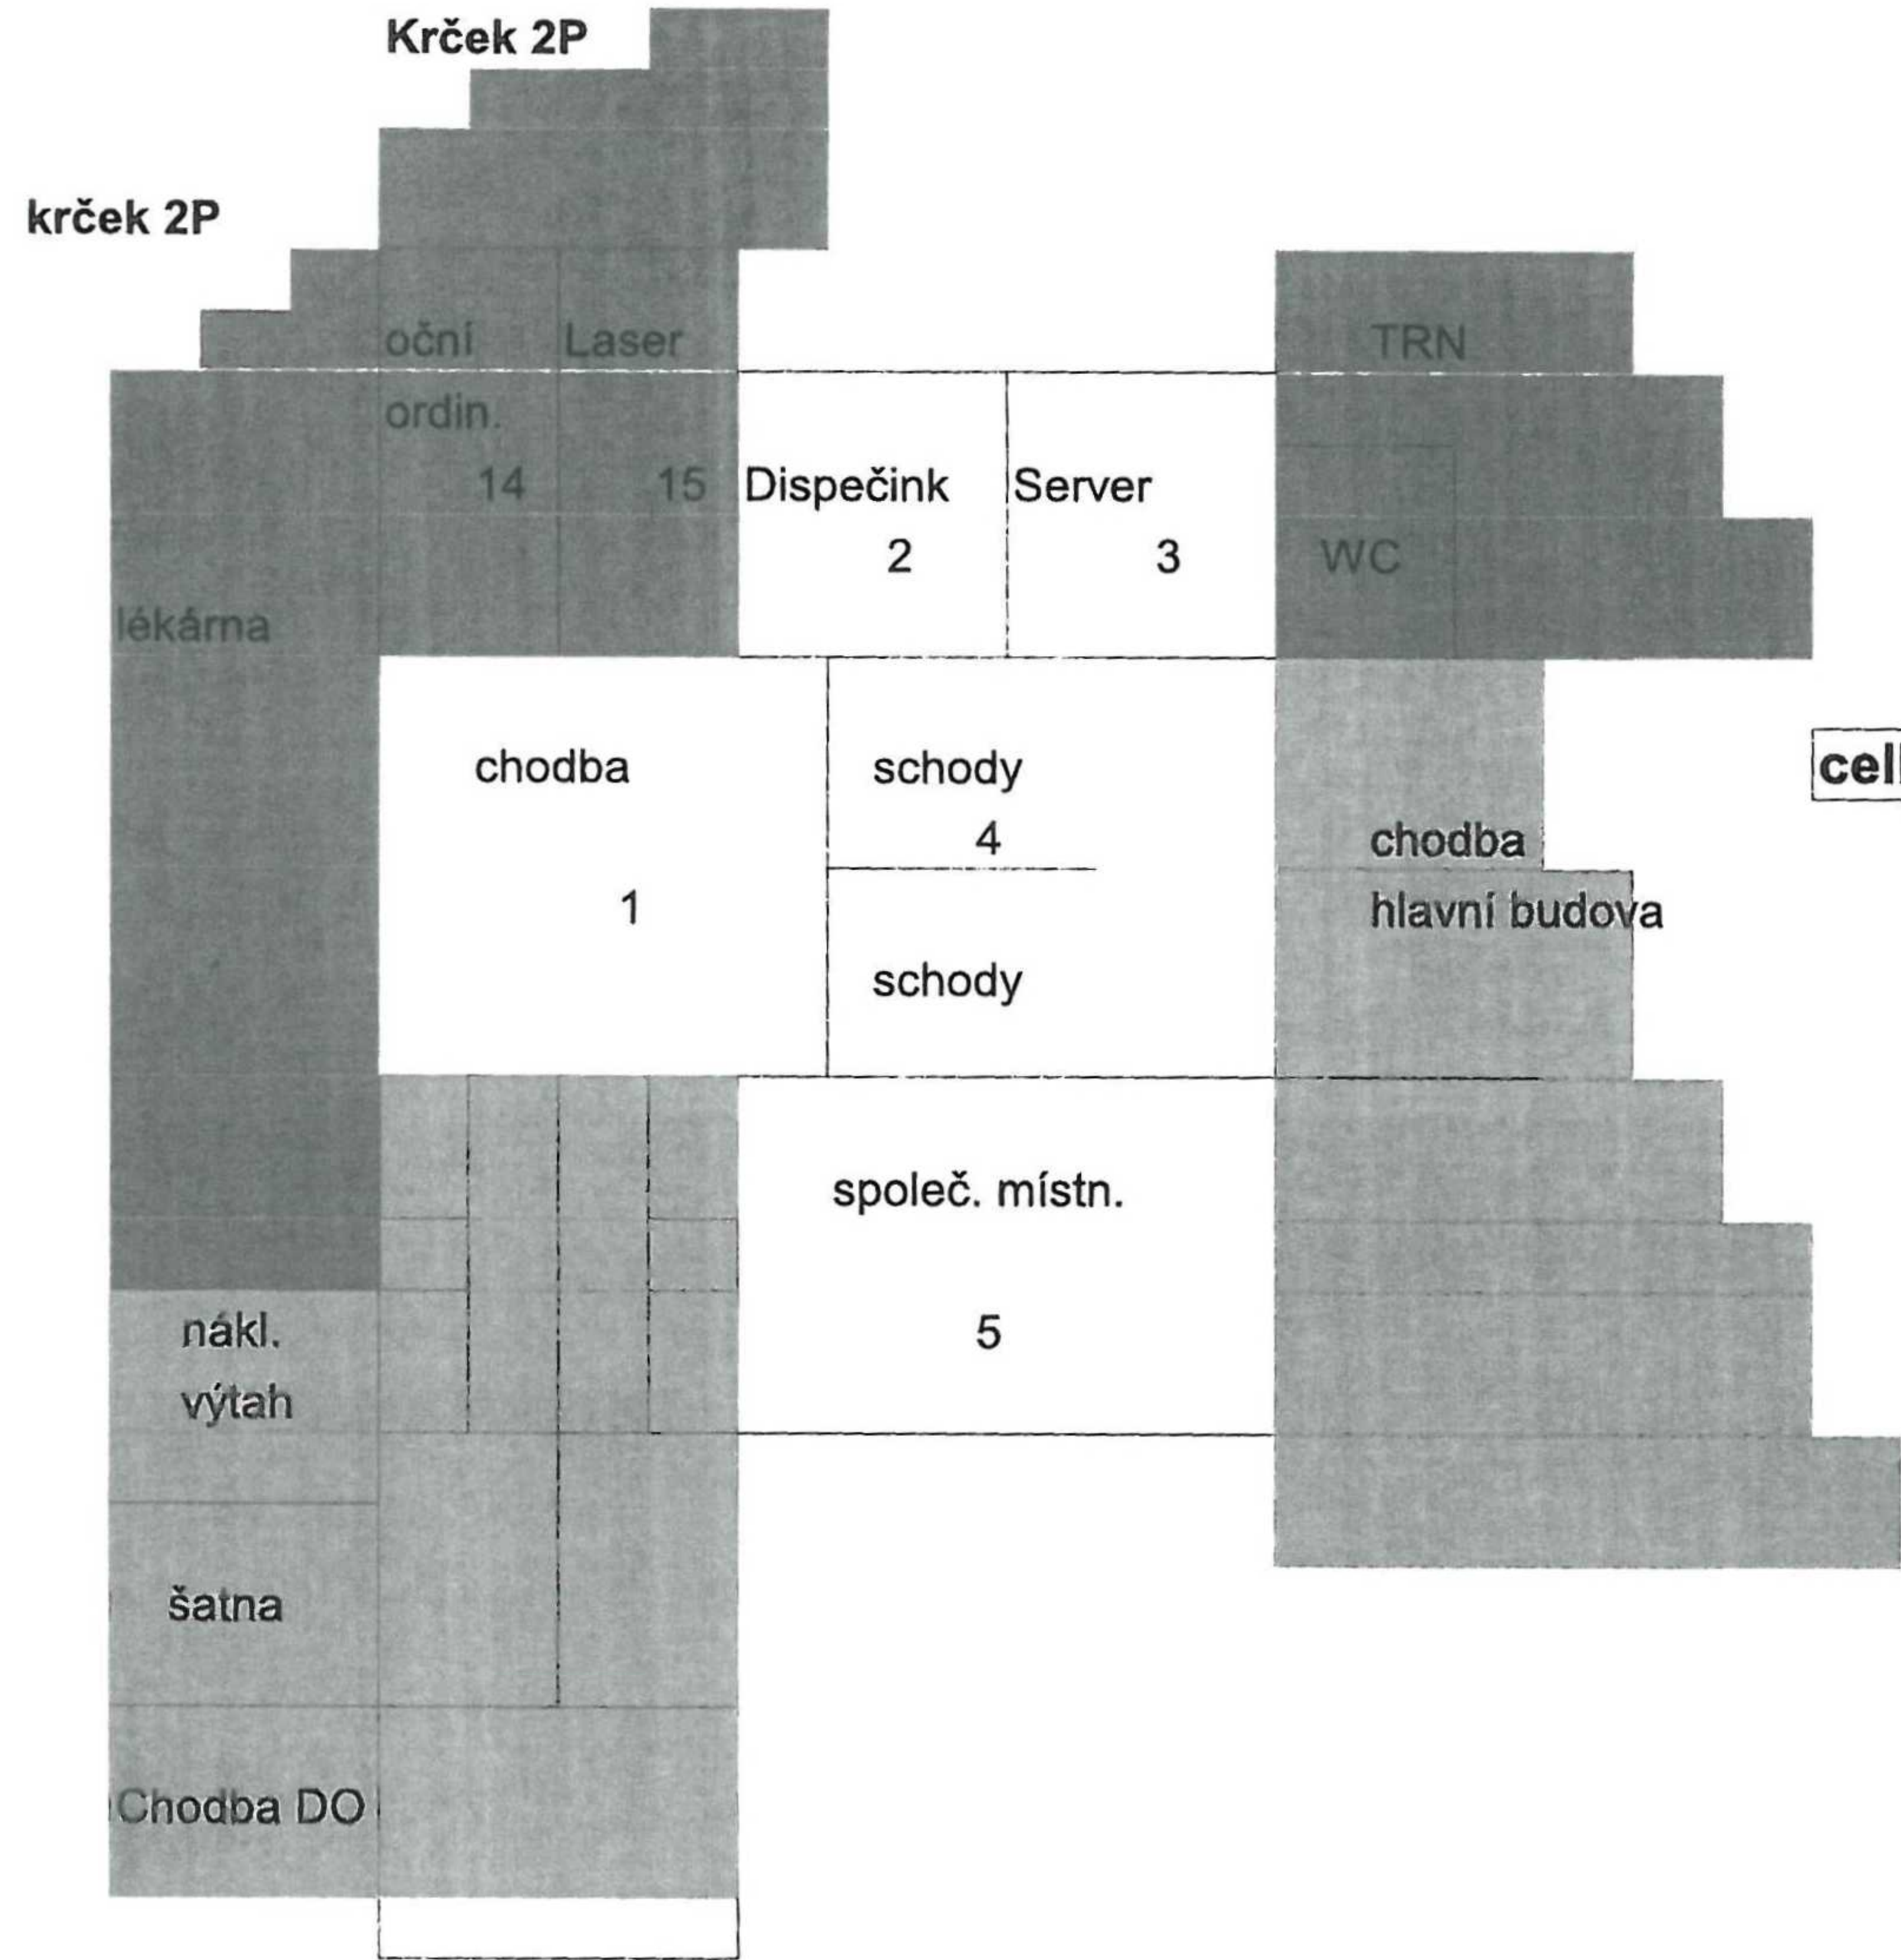 Krček 2P
krček 2P
oční
ordin.
14
Laser
15
TRN
Dispečink
2
Server
3
WC
lékárna
chodba
1
schody
4
schody
chodba
hlavní budova
společ. místn.
5
nákl.
výtah
šatna
Chodba DO